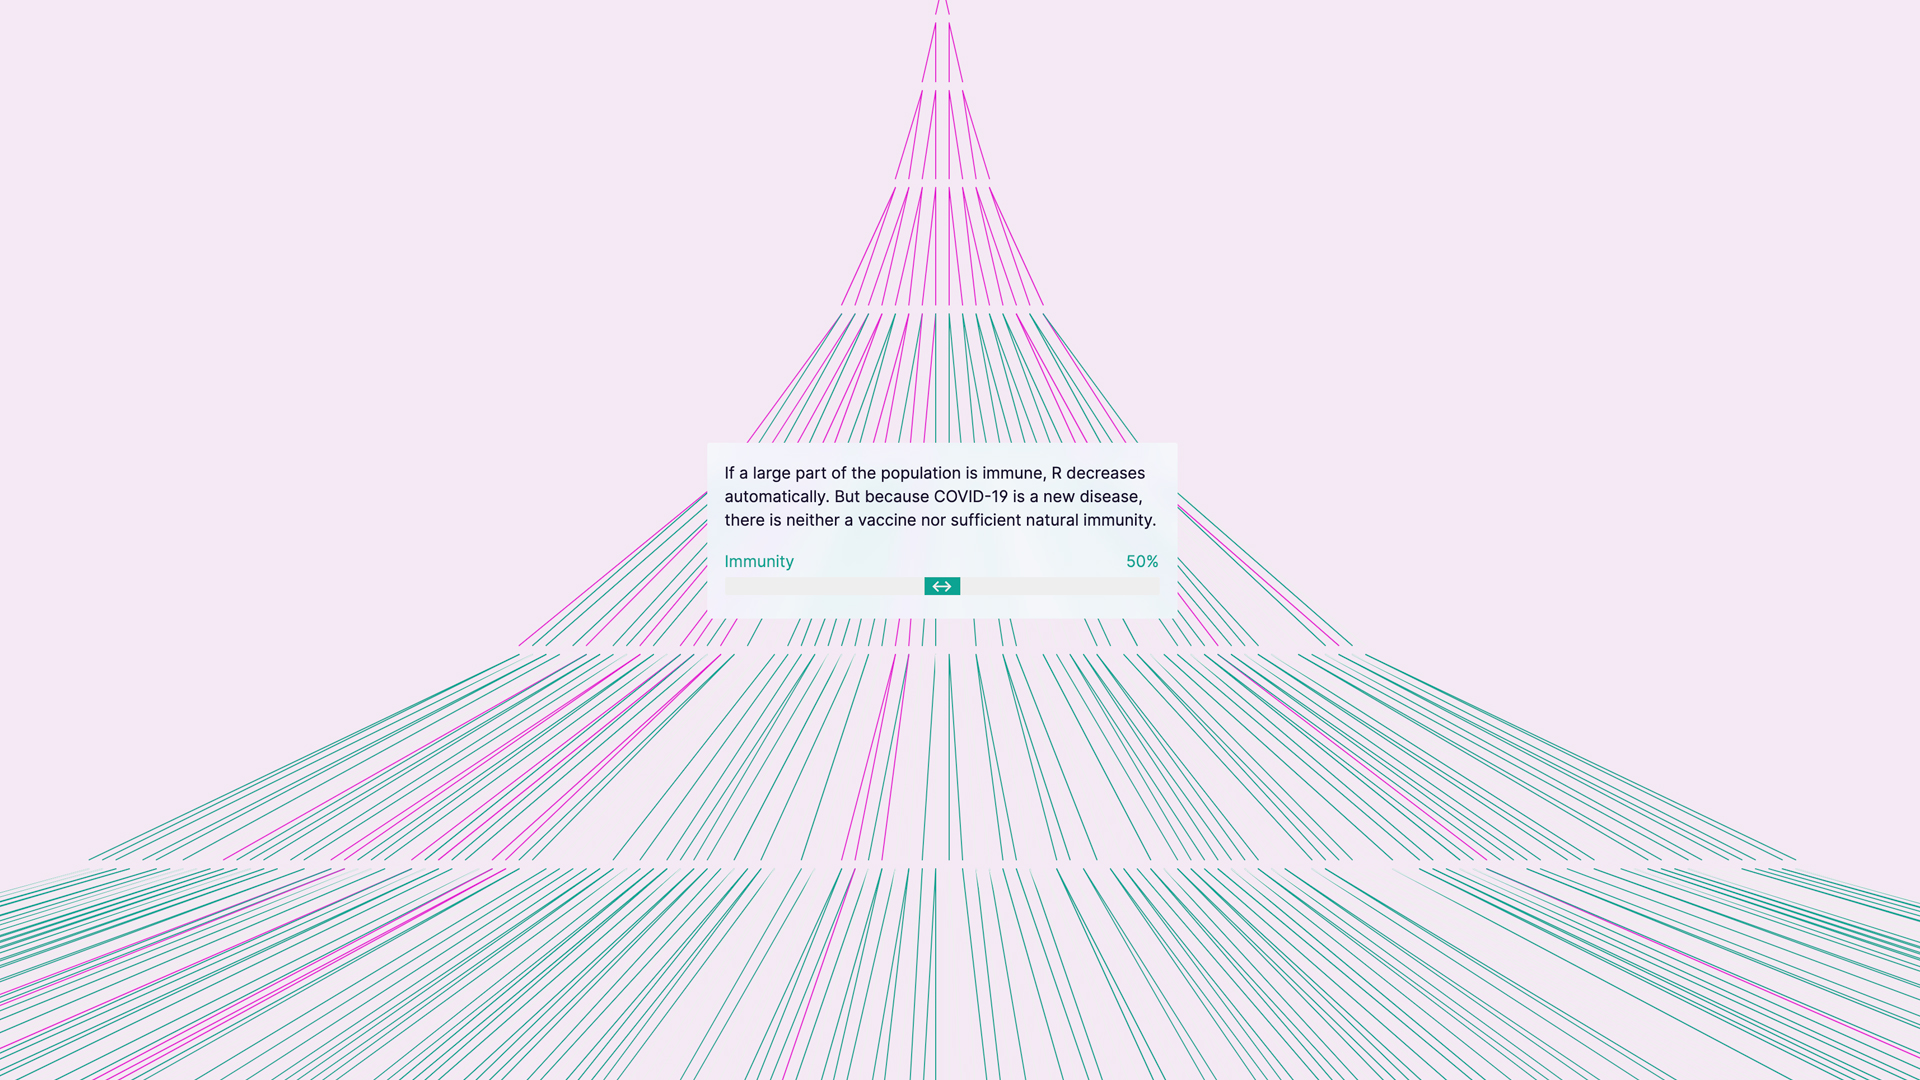 If a large part of the population is immune, R decreases
automatically. But because COVID-19 is a new disease,
there is neither a vaccine nor sufficient natural immunity.
Immunity 50%